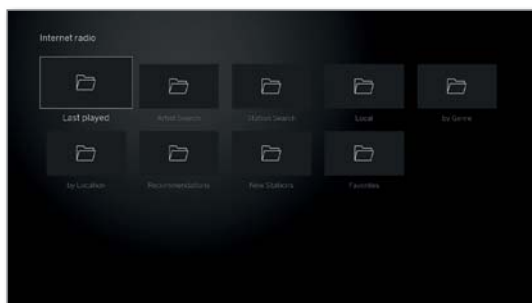 Internet radio
Last played
Artist Search
Station Search
Local
by Genre
by Location
Recommendations
New Stations
Favorites